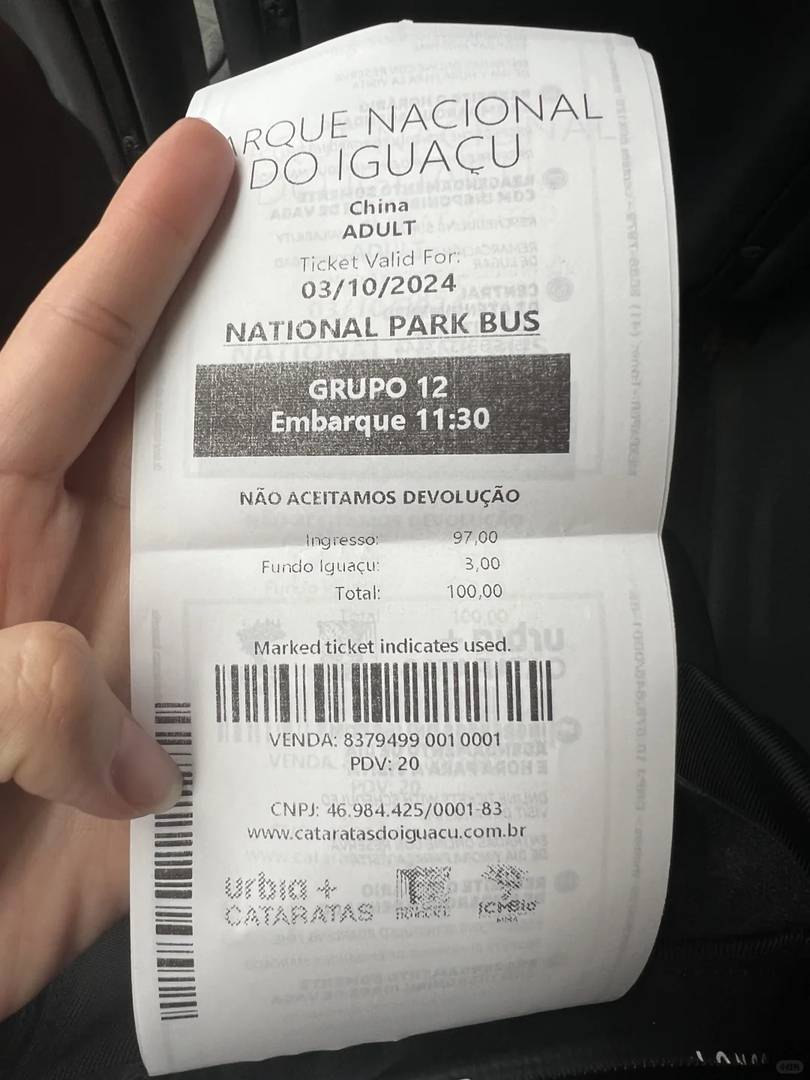 ARQUE NACIONAL
DO IGUAÇU
China
ADULT
Ticket Valid For:
03/10/2024
NATIONAL PARK BUS
GRUPO 12
Embarque 11:30
NÃO ACEITAMOS DEVOLUÇÃO
Ingresso: 97,00
Fundo Iguaçu: 3,00
Total: 100,00
Marked ticket indicates used.
VENDA: 8379499 001 0001
PDV: 20
CNPJ: 46.984.425/0001-83
www.cataratasdoiguacu.com.br
urbia +
CATARATAS
ICMBio